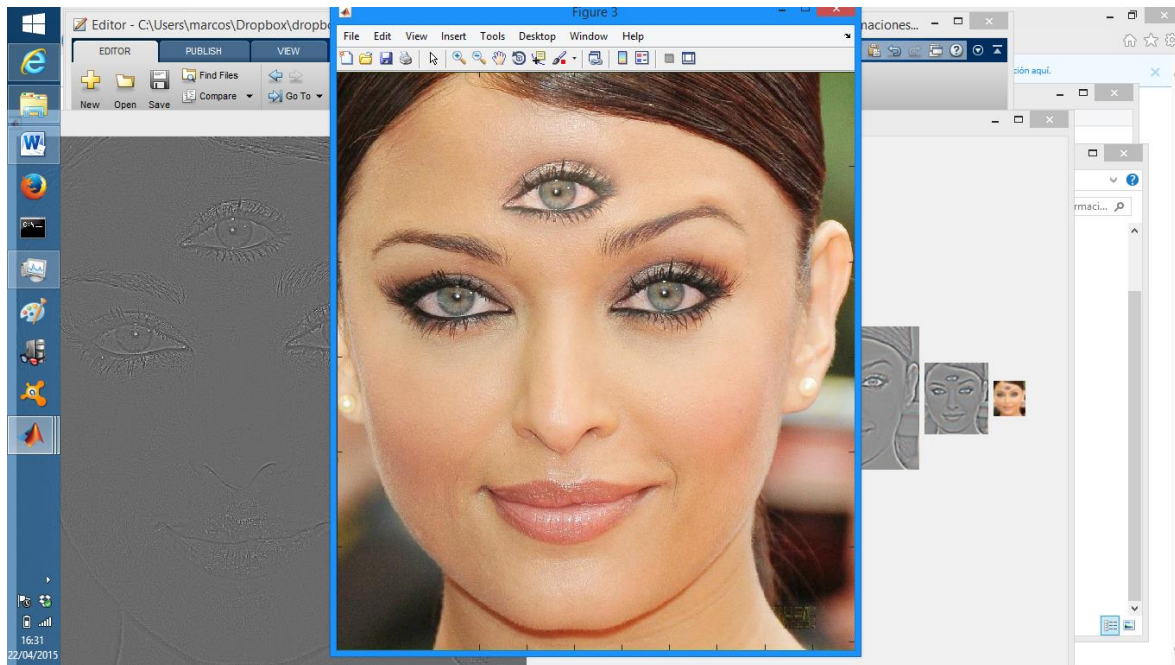 Editor - C:\Users\marcos\Dropbox\dropbo
Figure 3
maciones...
EDITOR PUBLISH VIEW
File Edit View Insert Tools Desktop Window Help
Find Files
Compare
Go To
New Open Save
ción aquí.
rmaci...
16:31
22/04/2015